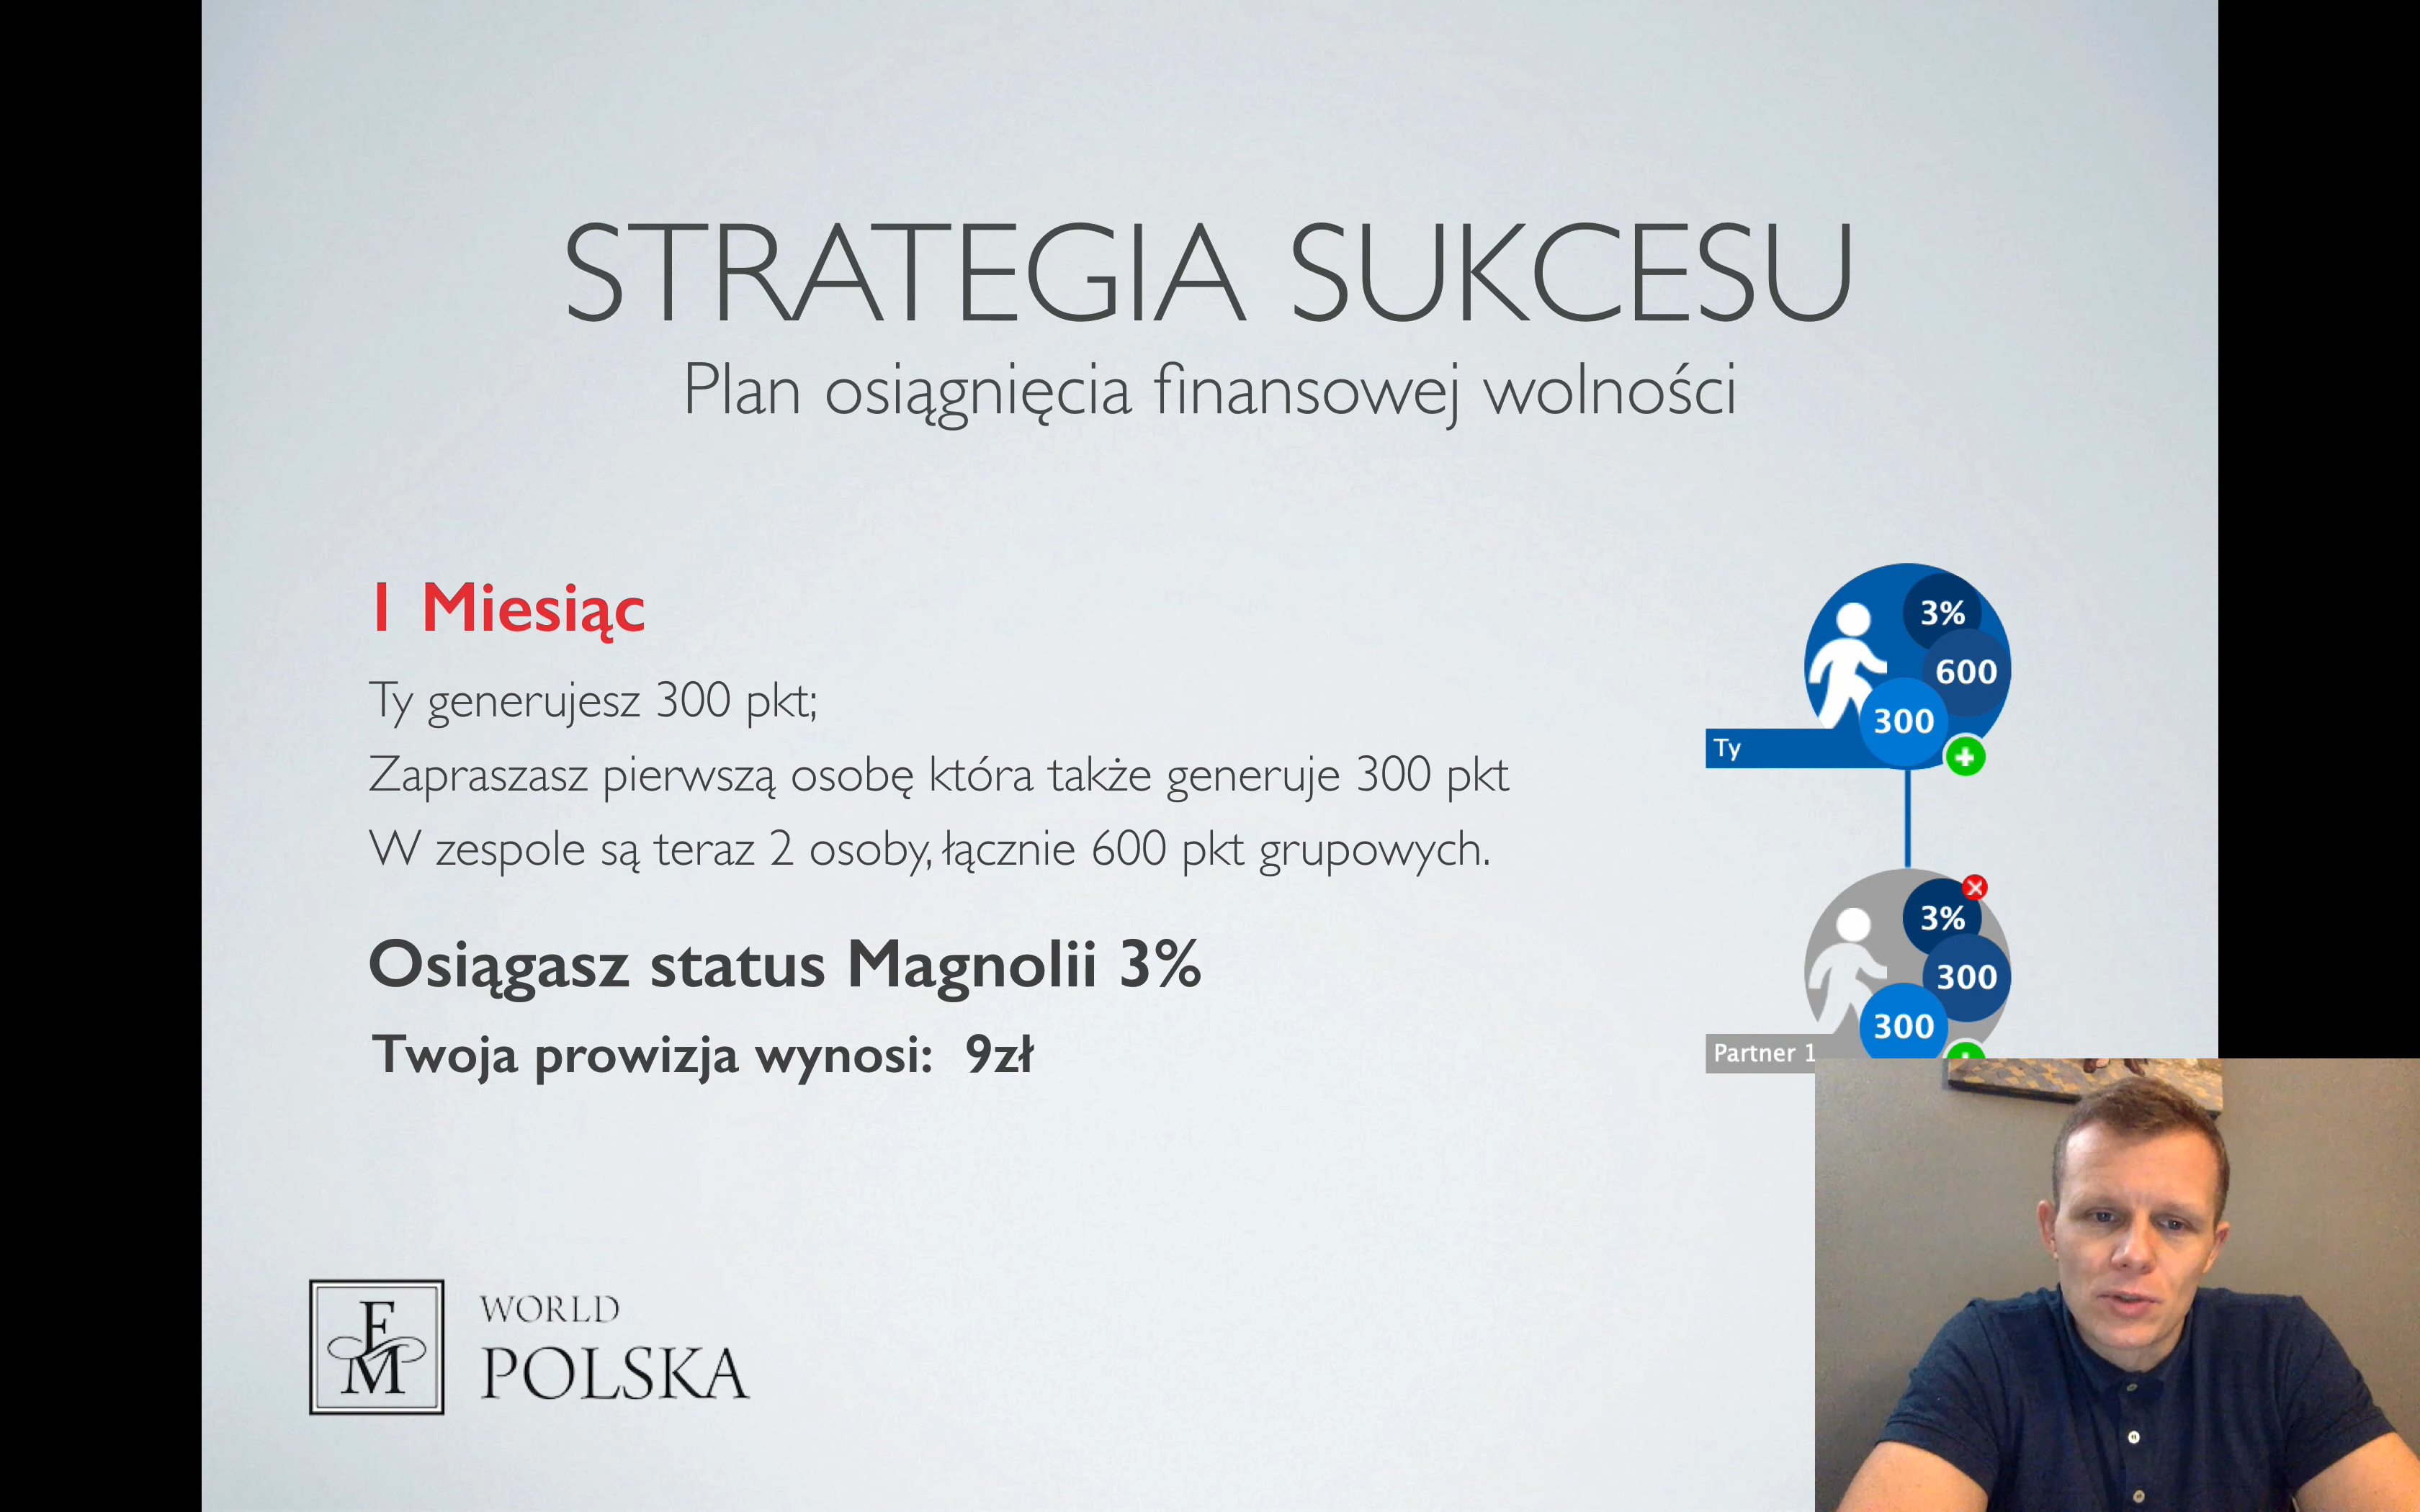 STRATEGIA SUKCESU
Plan osiągnięcia finansowej wolności
1 Miesiąc
Ty generujesz 300 pkt;
Zapraszasz pierwszą osobę która także generuje 300 pkt
W zespole są teraz 2 osoby, łącznie 600 pkt grupowych.
Osiągasz status Magnolii 3%
Twoja prowizja wynosi: 9zł
3%
600
300
Ty
3%
300
300
Partner 1
FM
WORLD
POLSKA